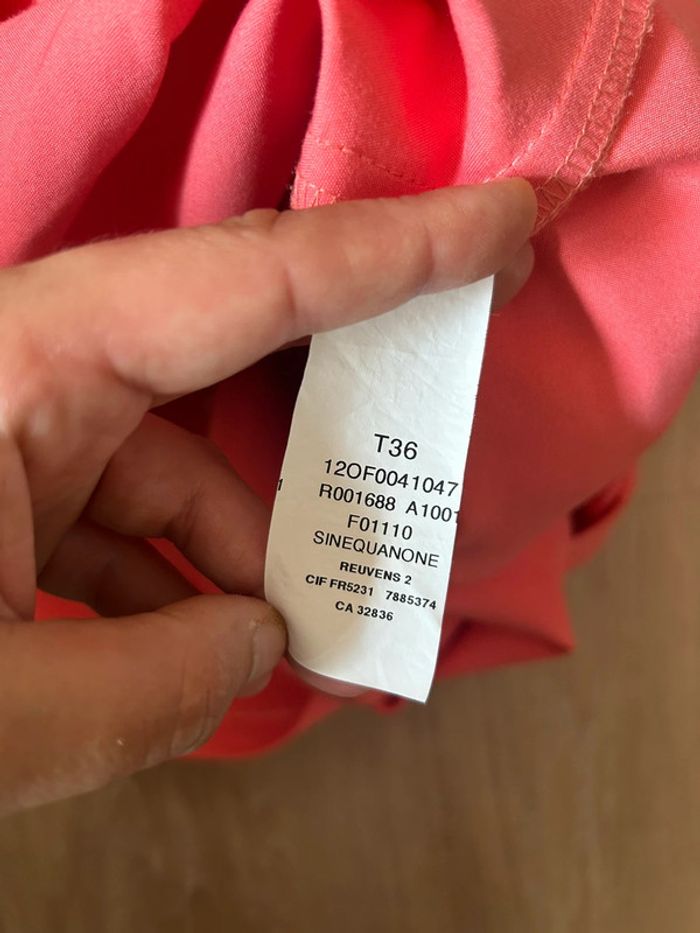 T36
12OF0041047
R001688 A1001
F01110
SINEQUANONE
REUVENS 2
CIF FR5231 7885374
CA 32836